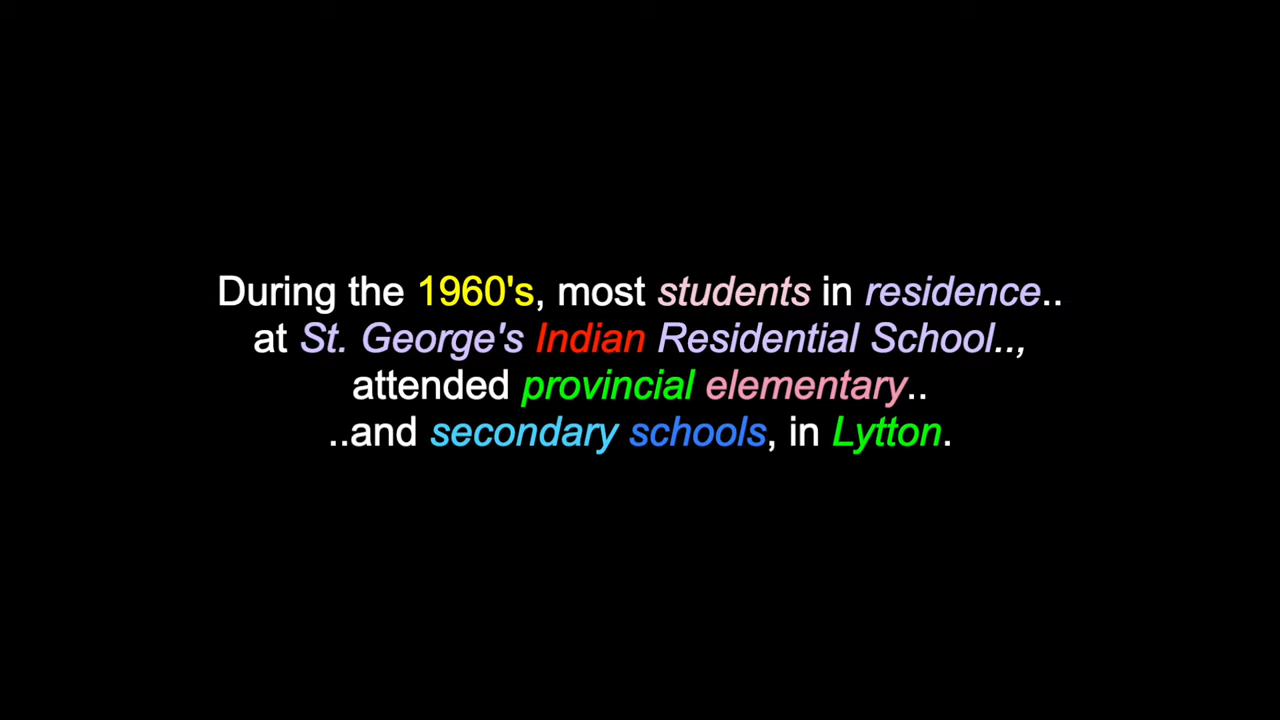 During the 1960's, most students in residence..
at St. George's Indian Residential School..,
attended provincial elementary..
..and secondary schools, in Lytton.